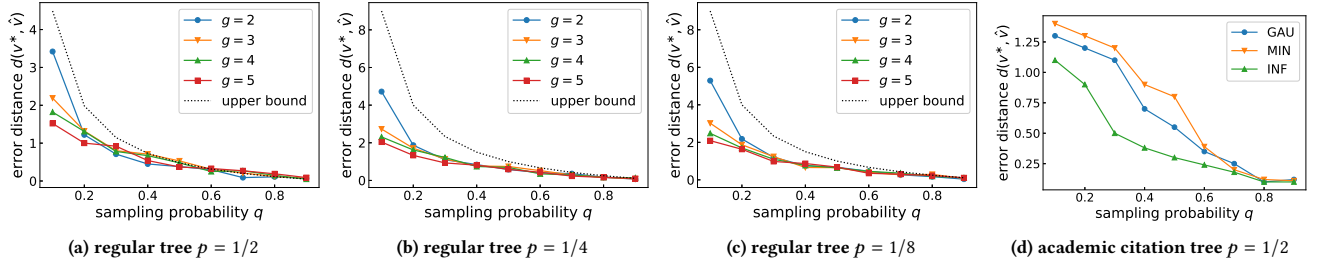 error distance d(v*, v̂)
4
3
2
1
0
g = 2
g = 3
g = 4
g = 5
upper bound
0.2
0.4
0.6
0.8
sampling probability q
(a) regular tree p = 1/2
error distance d(v*, v̂)
8
6
4
2
0
g = 2
g = 3
g = 4
g = 5
upper bound
0.2
0.4
0.6
0.8
sampling probability q
(b) regular tree p = 1/4
error distance d(v*, v̂)
8
6
4
2
0
g = 2
g = 3
g = 4
g = 5
upper bound
0.2
0.4
0.6
0.8
sampling probability q
(c) regular tree p = 1/8
error distance d(v*, v̂)
1.25
1.00
0.75
0.50
0.25
GAU
MIN
INF
0.2
0.4
0.6
0.8
sampling probability q
(d) academic citation tree p = 1/2